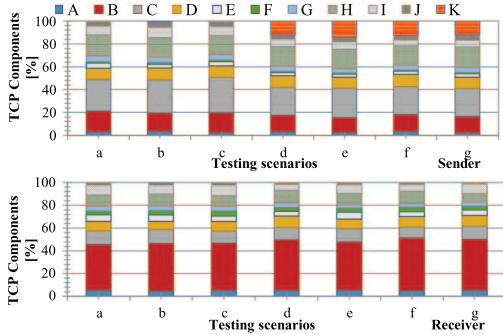 A B C D E F G H I J K
TCP Components
[%]
100
80
60
40
20
0
a b c d e f g
Testing scenarios Sender
TCP Components
[%]
100
80
60
40
20
0
a b c d e f g
Testing scenarios Receiver